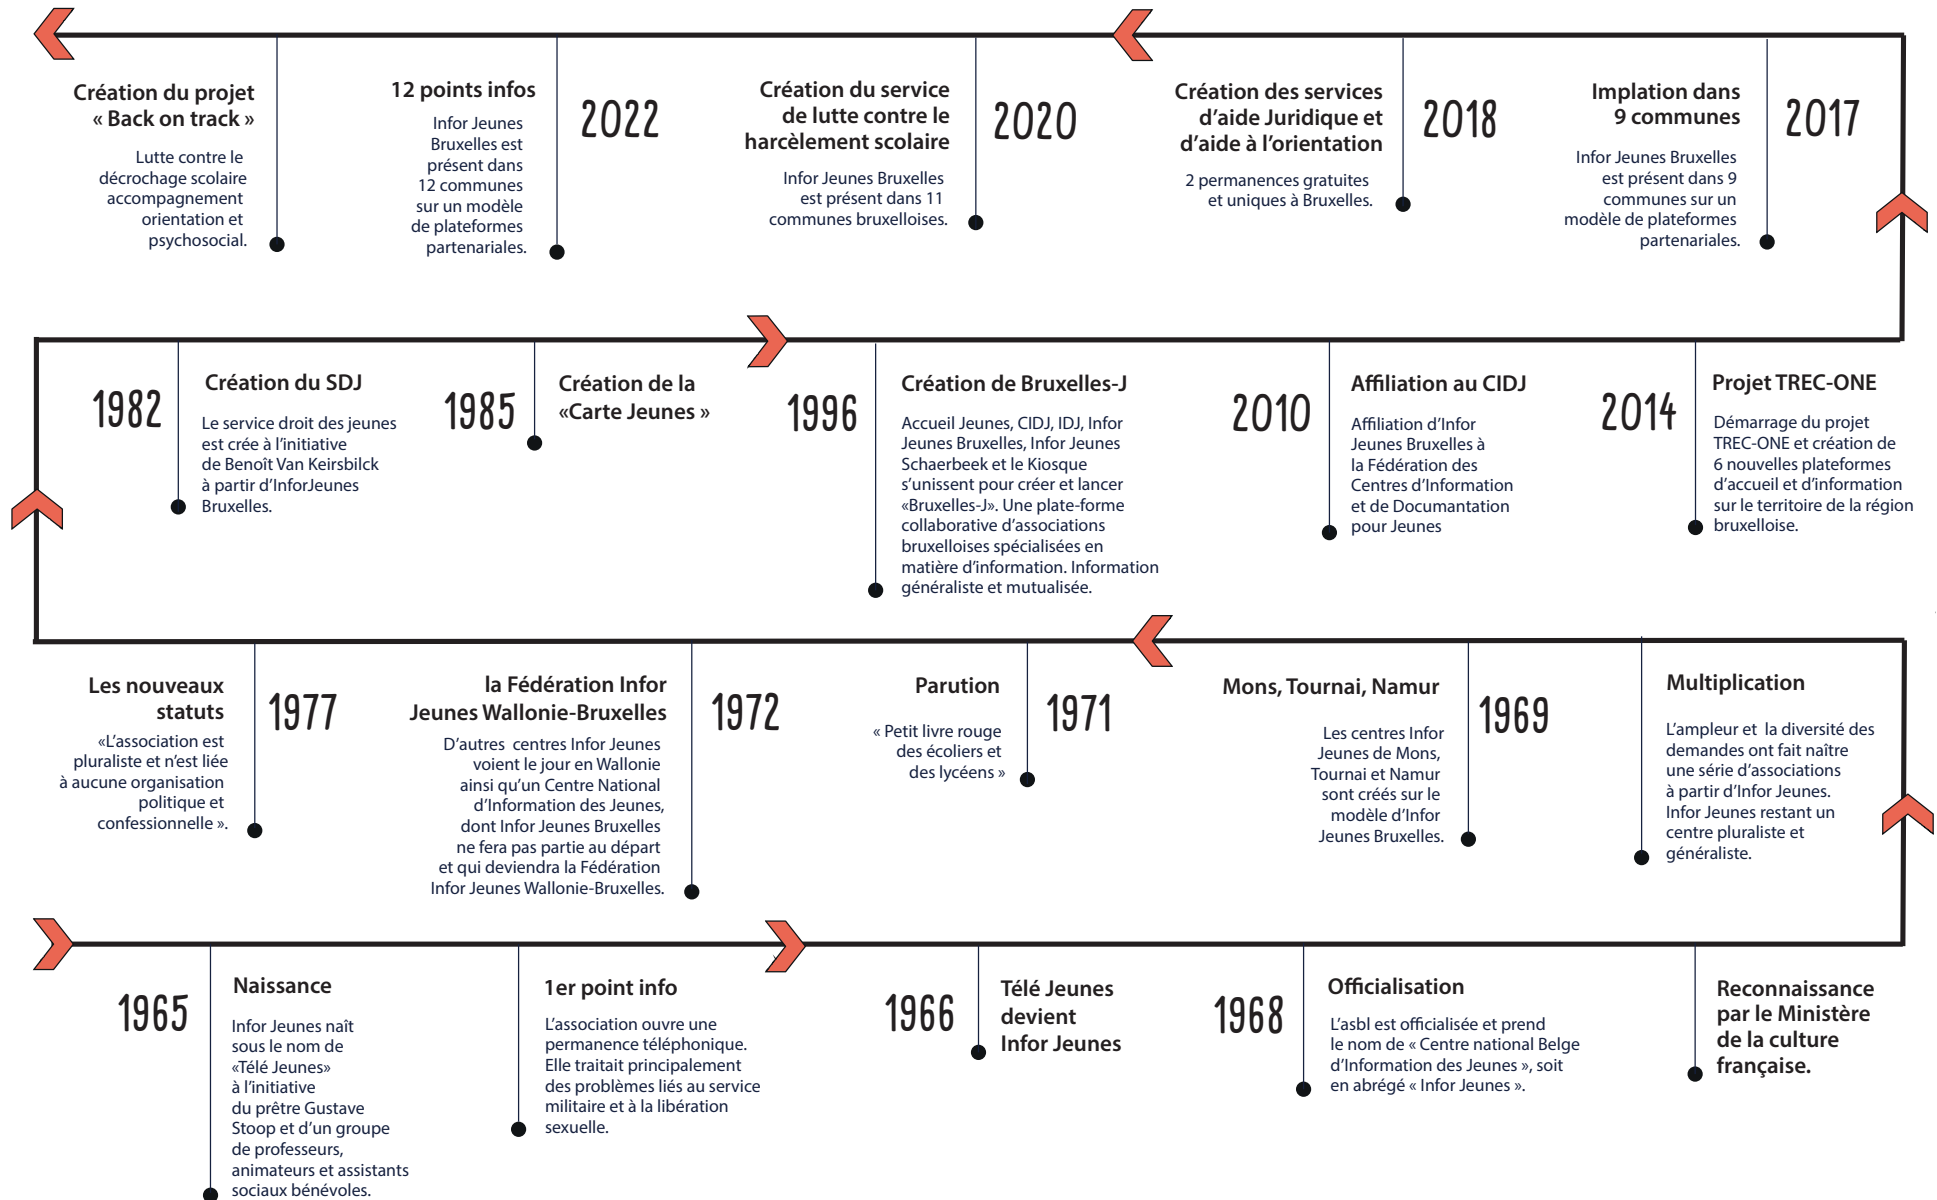 Création du projet
« Back on track »
Lutte contre le
décrochage scolaire
accompagnement
orientation et
psychosocial.
12 points infos
Infor Jeunes
Bruxelles est
présent dans
12 communes
sur un modèle
de plateformes
partenariales.
2022
Création du service
de lutte contre le
harcèlement scolaire
Infor Jeunes Bruxelles
est présent dans 11
communes bruxelloises.
2020
Création des services
d'aide Juridique et
d'aide à l'orientation
2 permanences gratuites
et uniques à Bruxelles.
2018
Implation dans
9 communes
Infor Jeunes Bruxelles
est présent dans 9
communes sur un
modèle de plateformes
partenariales.
2017
1982
Création du SDJ
Le service droit des jeunes
est crée à l'initiative
de Benoît Van Keirsbilck
à partir d'InforJeunes
Bruxelles.
1985
Création de la
«Carte Jeunes »
1996
Création de Bruxelles-J
Accueil Jeunes, CIDJ, IDJ, Infor
Jeunes Bruxelles, Infor Jeunes
Schaerbeek et le Kiosque
s'unissent pour créer et lancer
«Bruxelles-J». Une plate-forme
collaborative d'associations
bruxelloises spécialisées en
matière d'information. Information
généraliste et mutualisée.
2010
Affiliation au CIDJ
Affiliation d'Infor
Jeunes Bruxelles à
la Fédération des
Centres d'Information
et de Documantation
pour Jeunes
2014
Projet TREC-ONE
Démarrage du projet
TREC-ONE et création de
6 nouvelles plateformes
d'accueil et d'information
sur le territoire de la région
bruxelloise.
Les nouveaux
statuts
«L'association est
pluraliste et n'est liée
à aucune organisation
politique et
confessionnelle ».
1977
la Fédération Infor
Jeunes Wallonie-Bruxelles
D'autres centres Infor Jeunes
voient le jour en Wallonie
ainsi qu'un Centre National
d'Information des Jeunes,
dont Infor Jeunes Bruxelles
ne fera pas partie au départ
et qui deviendra la Fédération
Infor Jeunes Wallonie-Bruxelles.
1972
Parution
« Petit livre rouge
des écoliers et
des lycéens »
1971
Mons, Tournai, Namur
Les centres Infor
Jeunes de Mons,
Tournai et Namur
sont créés sur le
modèle d'Infor
Jeunes Bruxelles.
1969
Multiplication
L'ampleur et la diversité des
demandes ont fait naître
une série d'associations
à partir d'Infor Jeunes.
Infor Jeunes restant un
centre pluraliste et
généraliste.
1965
Naissance
Infor Jeunes naît
sous le nom de
«Télé Jeunes»
à l'initiative
du prêtre Gustave
Stoop et d'un groupe
de professeurs,
animateurs et assistants
sociaux bénévoles.
1er point info
L'association ouvre une
permanence téléphonique.
Elle traitait principalement
des problèmes liés au service
militaire et à la libération
sexuelle.
1966
Télé Jeunes
devient
Infor Jeunes
1968
Officialisation
L'asbl est officialisée et prend
le nom de « Centre national Belge
d'Information des Jeunes », soit
en abrégé « Infor Jeunes ».
Reconnaissance
par le Ministère
de la culture
française.